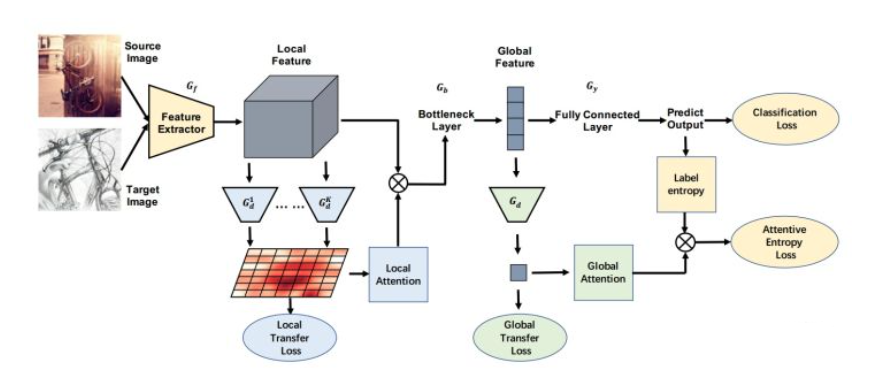 Source
Image
Target
Image
G_f
Feature
Extractor
Local
Feature
G_d^1
... ...
G_d^K
Local
Attention
Local
Transfer
Loss
G_b
Bottleneck
Layer
Global
Feature
G_d
Global
Attention
Global
Transfer
Loss
G_y
Fully Connected
Layer
Predict
Output
Classification
Loss
Label
entropy
Attentive
Entropy
Loss